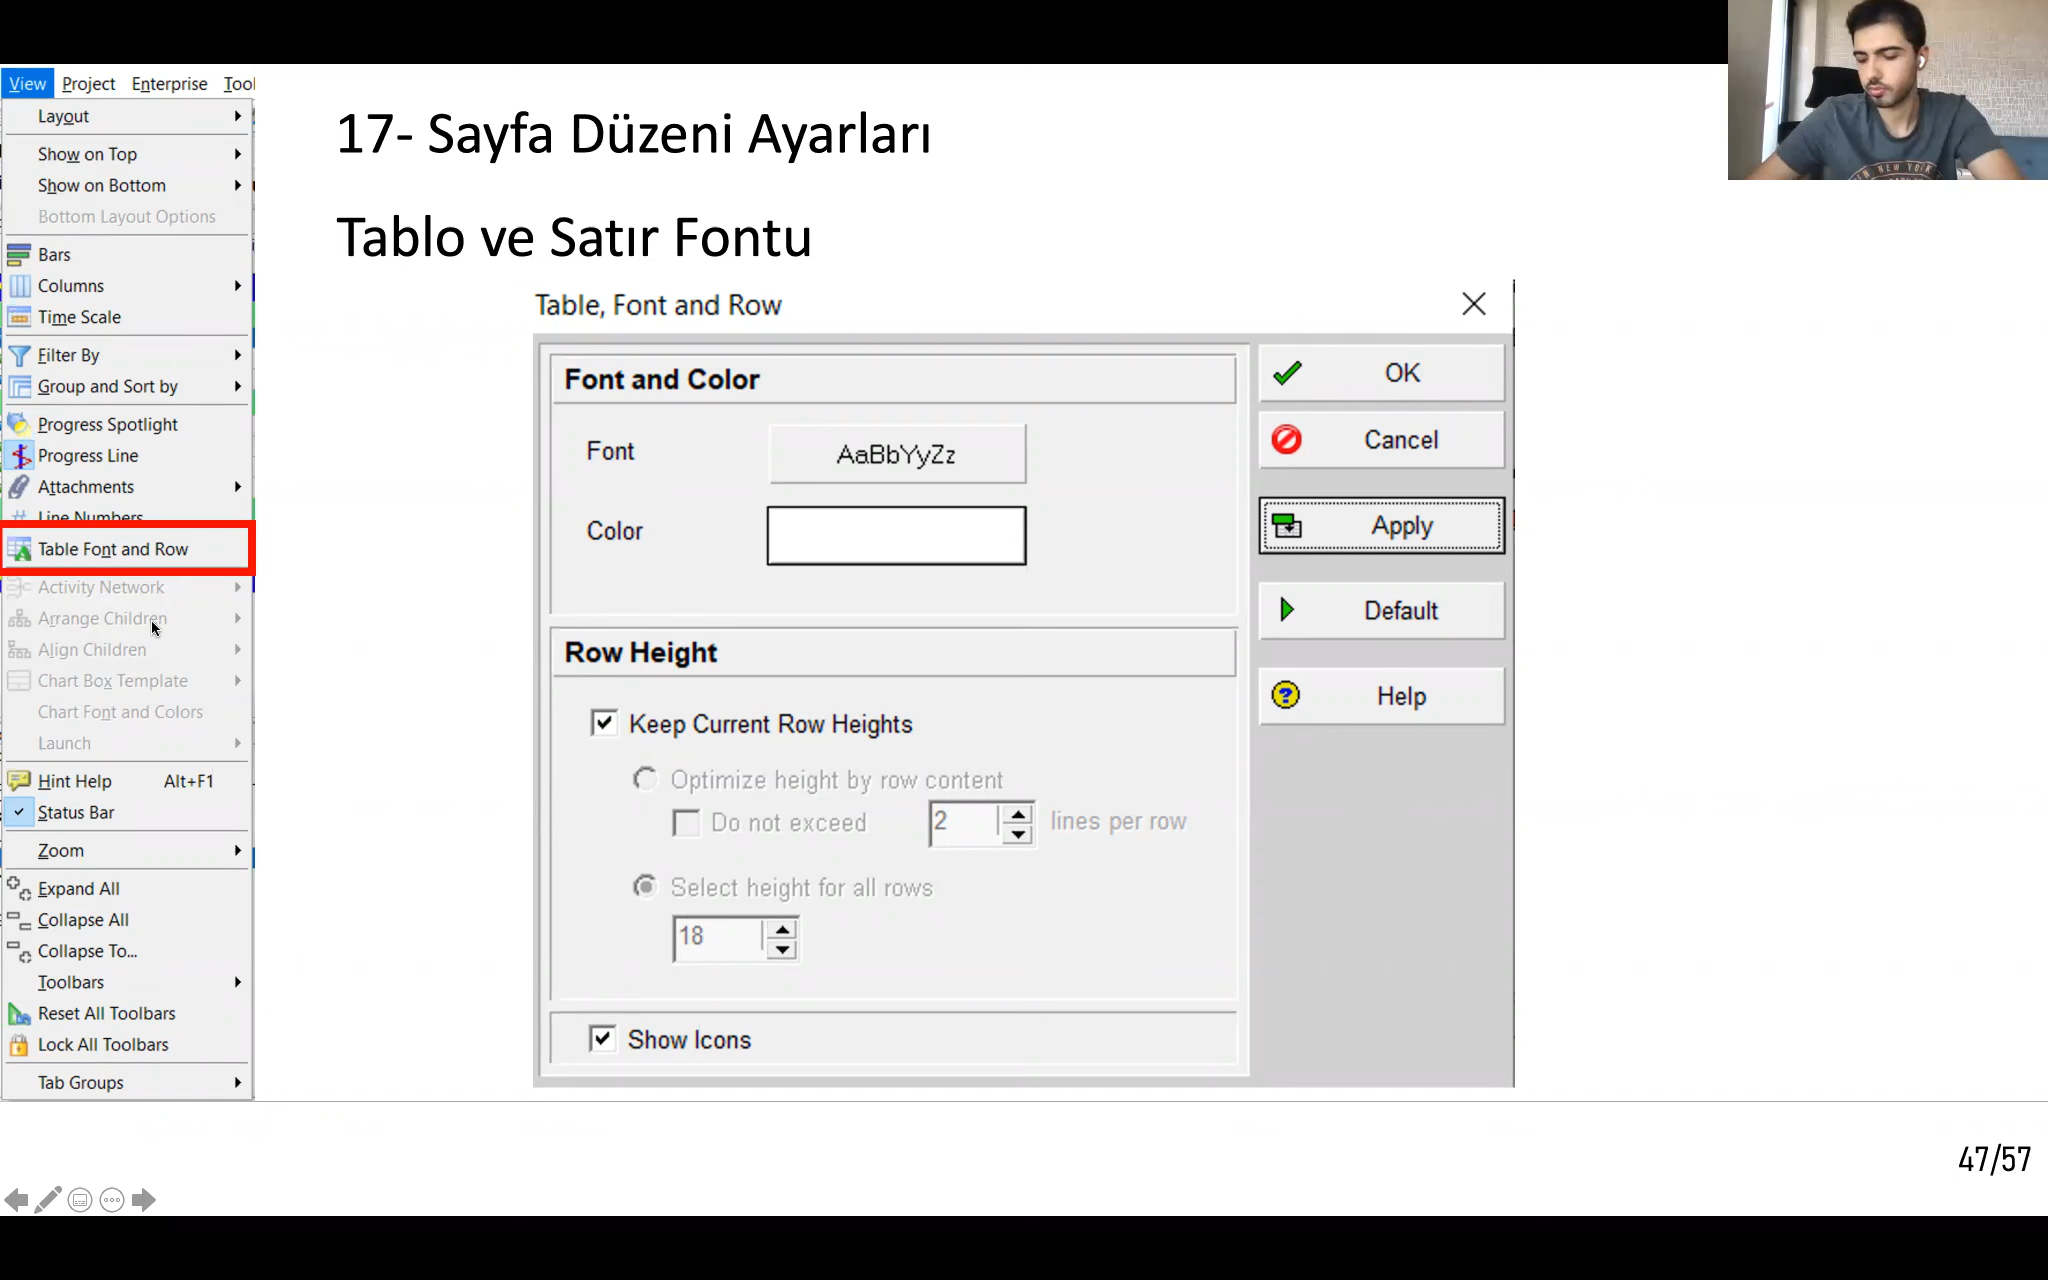 View Project Enterprise Tool
Layout
Show on Top
Show on Bottom
Bottom Layout Options
Bars
Columns
Time Scale
Filter By
Group and Sort by
Progress Spotlight
Progress Line
Attachments
Line Numbers
Table Font and Row
Activity Network
Arrange Children
Align Children
Chart Box Template
Chart Font and Colors
Launch
Hint Help Alt+F1
Status Bar
Zoom
Expand All
Collapse All
Collapse To...
Toolbars
Reset All Toolbars
Lock All Toolbars
Tab Groups
17- Sayfa Düzeni Ayarları
Tablo ve Satır Fontu
Table, Font and Row
Font and Color
Font AaBbYyZz
Color
Row Height
Keep Current Row Heights
Optimize height by row content
Do not exceed 2 lines per row
Select height for all rows
18
Show Icons
OK
Cancel
Apply
Default
Help
NEW YORK
47/57